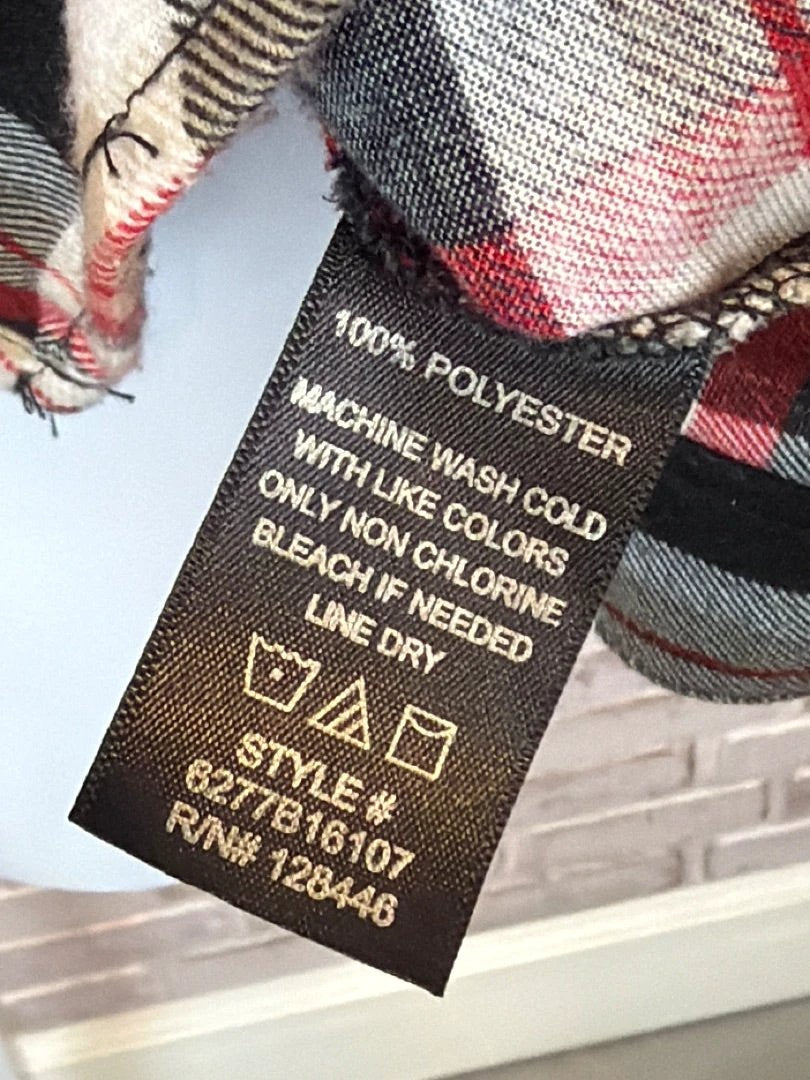 100% POLYESTER
MACHINE WASH COLD
WITH LIKE COLORS
ONLY NON CHLORINE
BLEACH IF NEEDED
LINE DRY
STYLE #
6277B16107
R/N# 128446